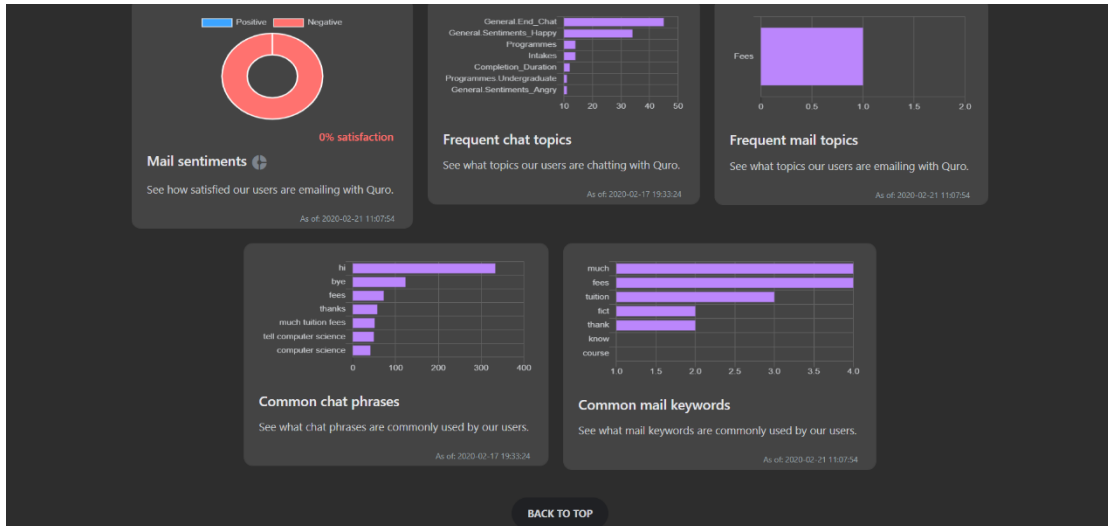 Positive Negative
0% satisfaction
Mail sentiments
See how satisfied our users are emailing with Quro.
As of: 2020-02-21 11:07:54
General.End_Chat
General.Sentiments_Happy
Programmes
Intakes
Completion_Duration
Programmes.Undergraduate
General.Sentiments_Angry
10 20 30 40 50
Frequent chat topics
See what topics our users are chatting with Quro.
As of: 2020-02-17 19:33:24
Fees
0 0.5 1.0 1.5 2.0
Frequent mail topics
See what topics our users are emailing with Quro.
As of: 2020-02-21 11:07:54
hi
bye
fees
thanks
much tuition fees
tell computer science
computer science
0 100 200 300 400
Common chat phrases
See what chat phrases are commonly used by our users.
As of: 2020-02-17 19:33:24
much
fees
tuition
fict
thank
know
course
1.0 1.5 2.0 2.5 3.0 3.5 4.0
Common mail keywords
See what mail keywords are commonly used by our users.
As of: 2020-02-21 11:07:54
BACK TO TOP